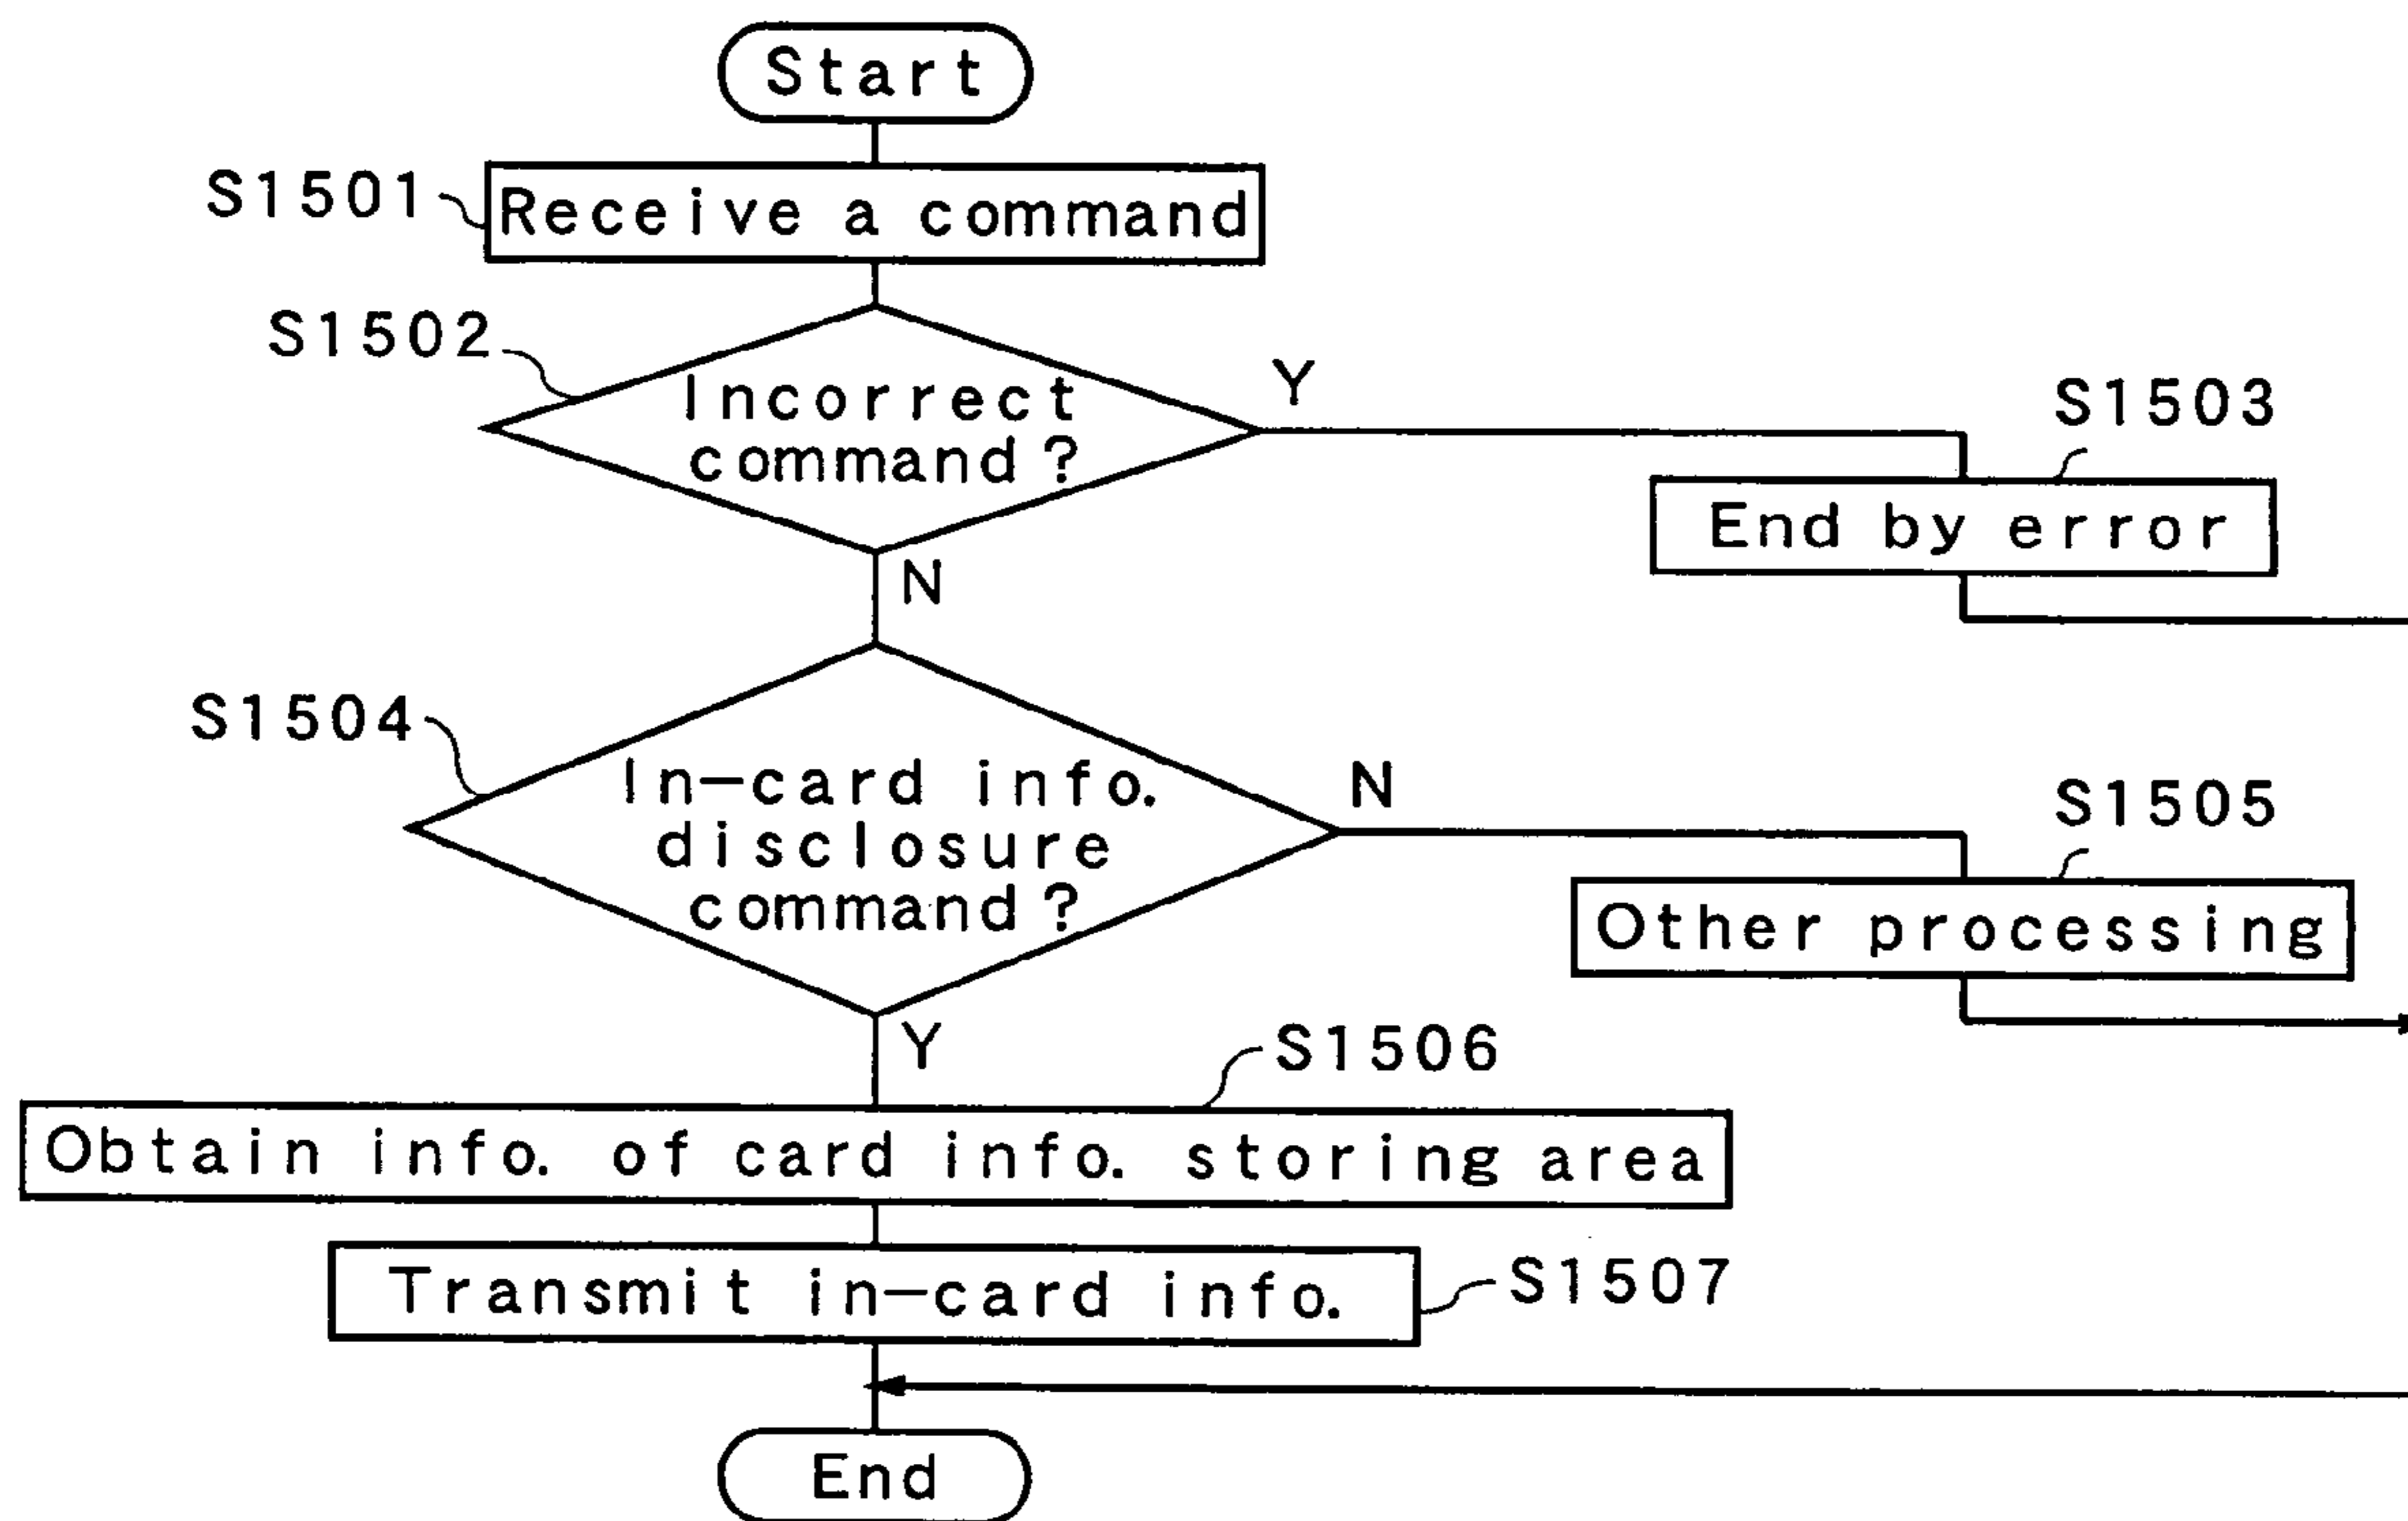 Start
S1501
Receive a command
S1502
Incorrect
command?
Y
S1503
End by error
N
S1504
In-card info.
disclosure
command?
N
S1505
Other processing
Y
S1506
Obtain info. of card info. storing area
Transmit in-card info.
S1507
End